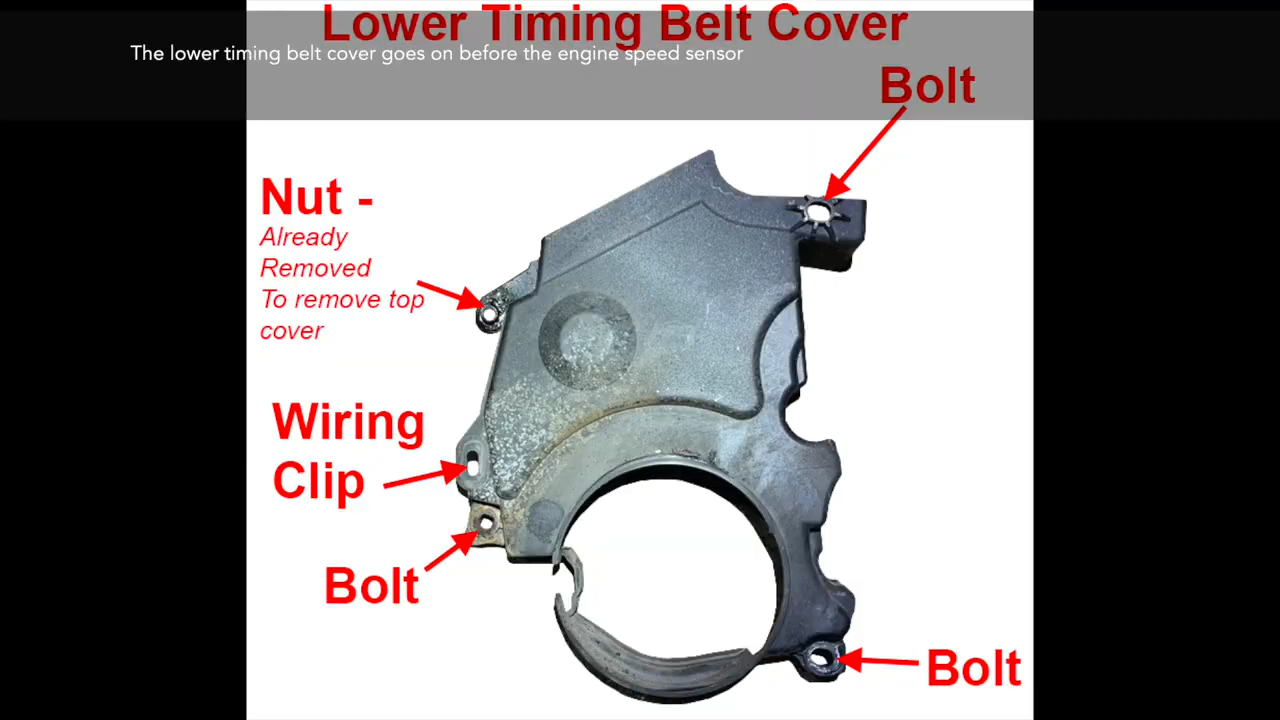 Lower Timing Belt Cover
The lower timing belt cover goes on before the engine speed sensor
Bolt
Nut -
Already
Removed
To remove top
cover
Wiring
Clip
Bolt
Bolt